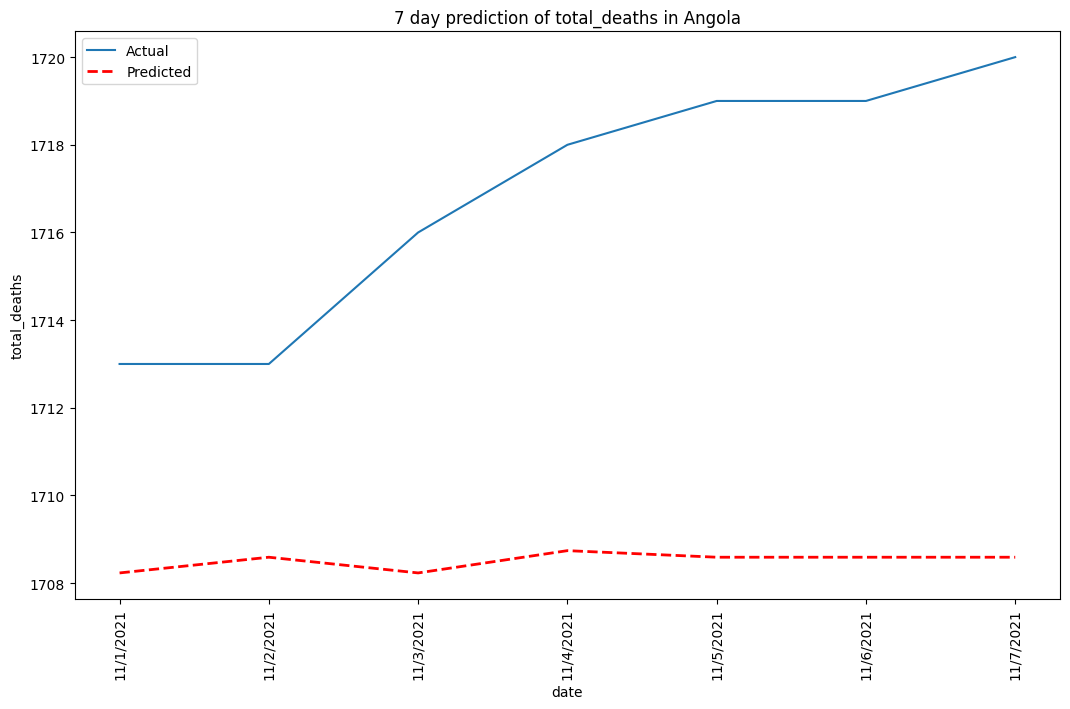 7 day prediction of total_deaths in Angola
Actual
Predicted
total_deaths
1720
1718
1716
1714
1712
1710
1708
11/1/2021
11/2/2021
11/3/2021
11/4/2021
11/5/2021
11/6/2021
11/7/2021
date